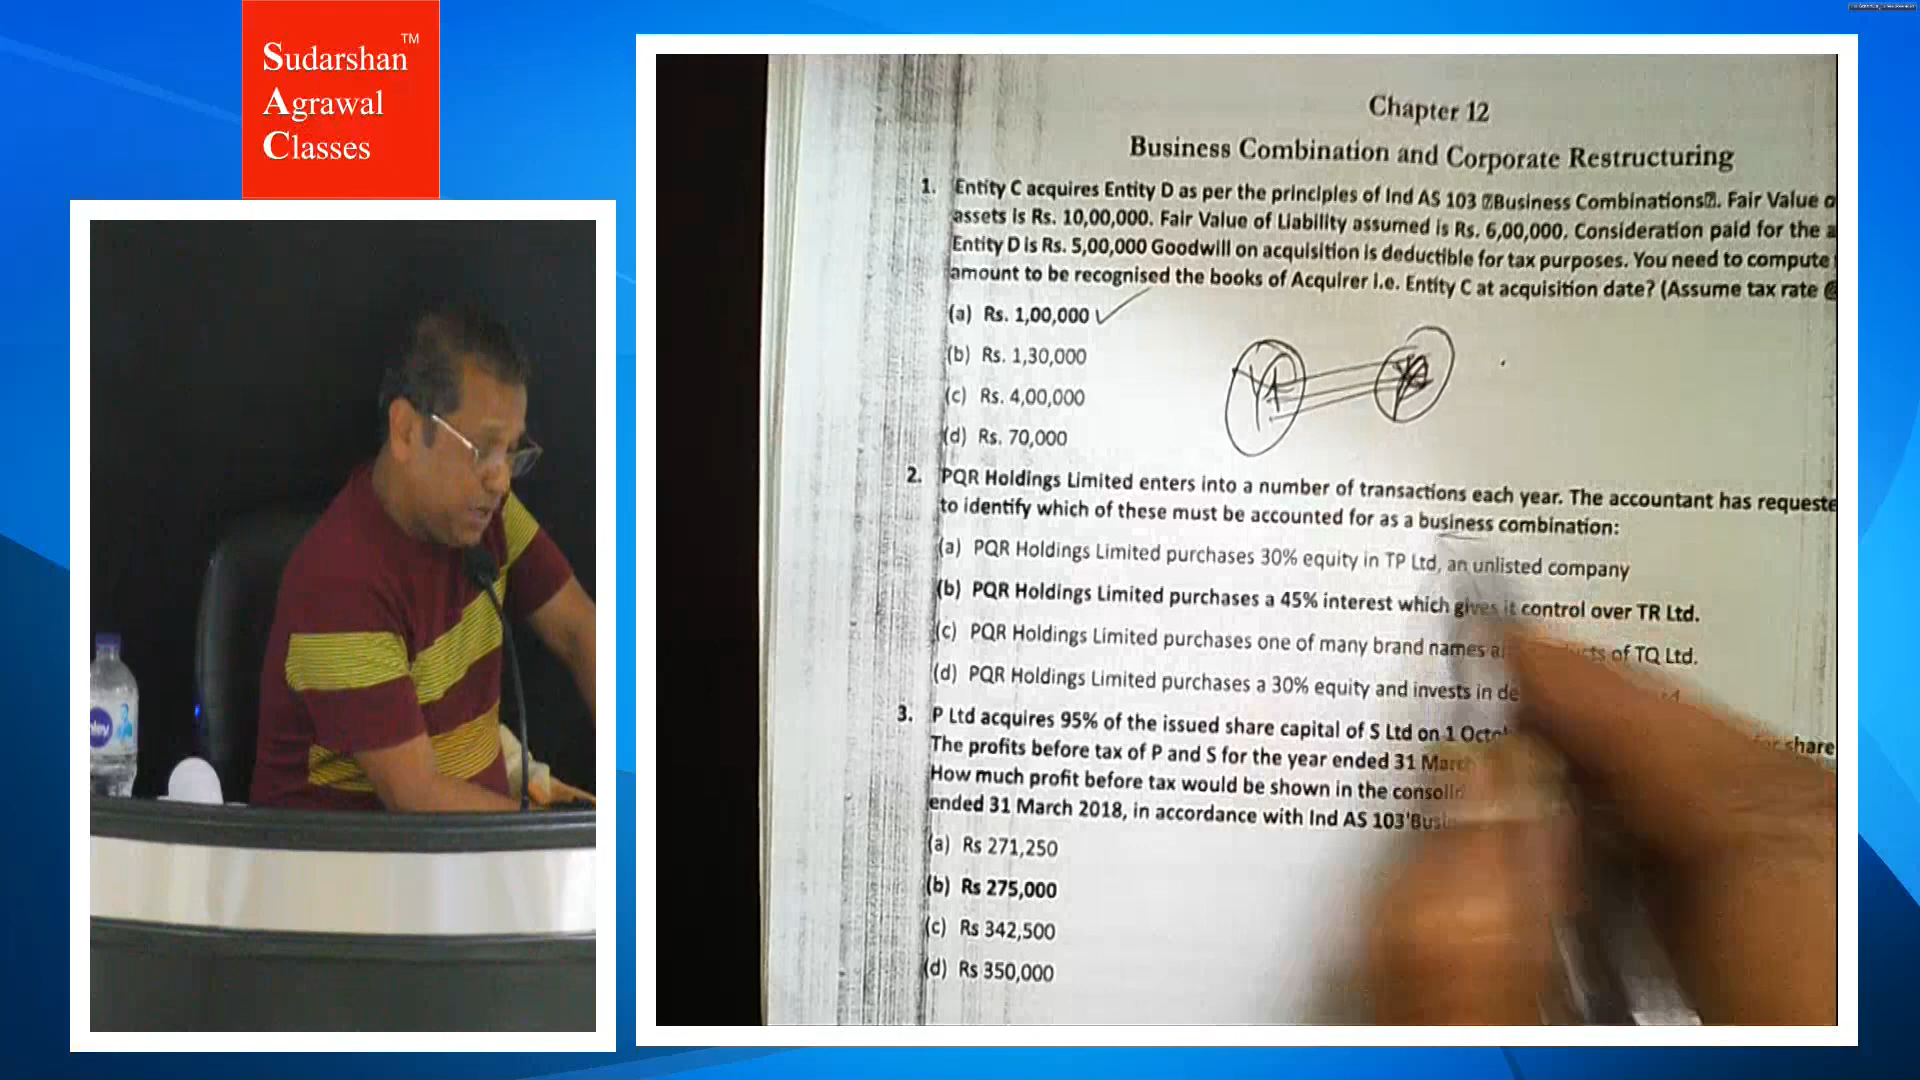 Sudarshan™
Agrawal
Classes
Chapter 12
Business Combination and Corporate Restructuring
1. Entity C acquires Entity D as per the principles of Ind AS 103 Business Combinations. Fair Value
assets is Rs. 10,00,000. Fair Value of Liability assumed is Rs. 6,00,000. Consideration paid for the
Entity D is Rs. 5,00,000 Goodwill on acquisition is deductible for tax purposes. You need to compute
amount to be recognised the books of Acquirer i.e. Entity C at acquisition date? (Assume tax rate @
(a) Rs. 1,00,000
(b) Rs. 1,30,000
(c) Rs. 4,00,000
(d) Rs. 70,000
2. PQR Holdings Limited enters into a number of transactions each year. The accountant has requeste
to identify which of these must be accounted for as a business combination:
(a) PQR Holdings Limited purchases 30% equity in TP Ltd, an unlisted company
(b) PQR Holdings Limited purchases a 45% interest which gives it control over TR Ltd.
(c) PQR Holdings Limited purchases one of many brand names of TQ Ltd.
(d) PQR Holdings Limited purchases a 30% equity and invests in de
3. P Ltd acquires 95% of the issued share capital of S Ltd on 1 Octo share
The profits before tax of P and S for the year ended 31 March
How much profit before tax would be shown in the consolid
ended 31 March 2018, in accordance with Ind AS 103'Bus
(a) Rs 271,250
(b) Rs 275,000
(c) Rs 342,500
(d) Rs 350,000